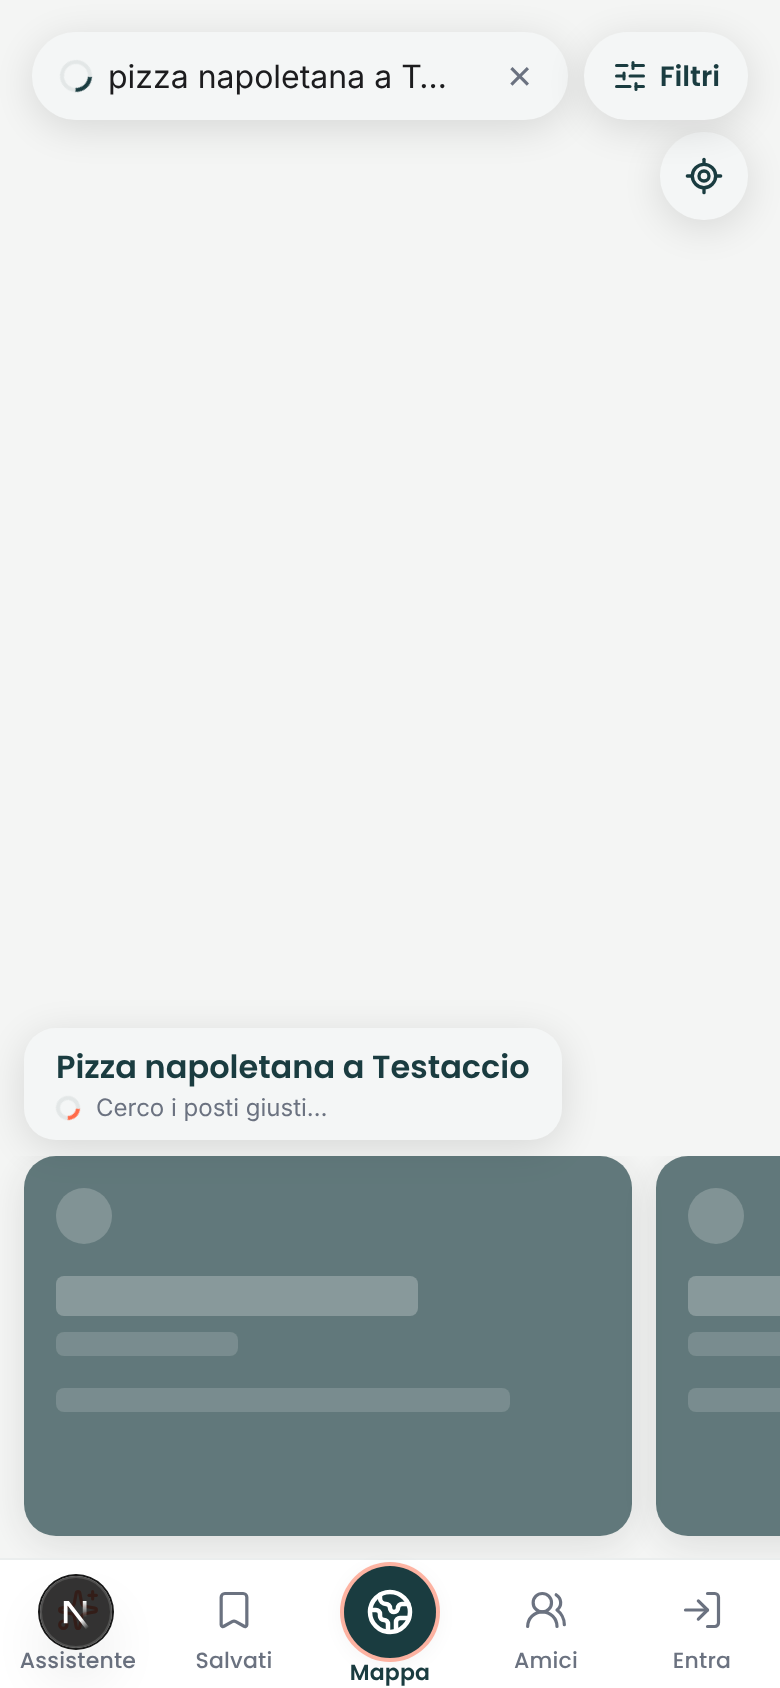 pizza napoletana a T...
Filtri
Pizza napoletana a Testaccio
Cerco i posti giusti...
N
Assistente
Salvati
Mappa
Amici
Entra